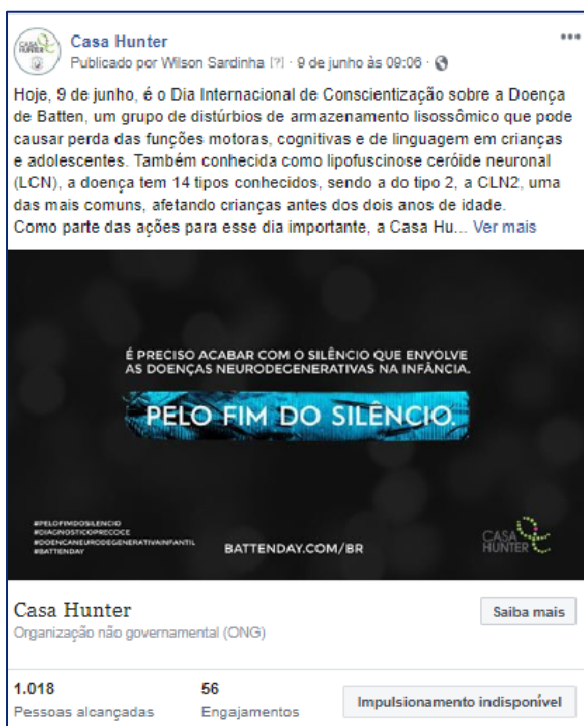 Casa Hunter
Publicado por Wilson Sardinha [?] · 9 de junho às 09:06 ·
Hoje, 9 de junho, é o Dia Internacional de Conscientização sobre a Doença
de Batten, um grupo de distúrbios de armazenamento lisossômico que pode
causar perda das funções motoras, cognitivas e de linguagem em crianças
e adolescentes. Também conhecida como lipofuscinose ceróide neuronal
(LCN), a doença tem 14 tipos conhecidos, sendo a do tipo 2, a CLN2, uma
das mais comuns, afetando crianças antes dos dois anos de idade.
Como parte das ações para esse dia importante, a Casa Hu... Ver mais
É PRECISO ACABAR COM O SILÊNCIO QUE ENVOLVE
AS DOENÇAS NEURODEGENERATIVAS NA INFÂNCIA.
PELO FIM DO SILÊNCIO.
#PELOFIMDOSILENCIO
#DIAGNOSTICOPRECOCE
#DOENCANEURODEGENERATIVAINFANTIL
#BATTENDAY
BATTENDAY.COM/BR
CASA
HUNTER
Casa Hunter
Saiba mais
Organização não governamental (ONG)
1.018
56
Pessoas alcançadas
Engajamentos
Impulsionamento indisponível